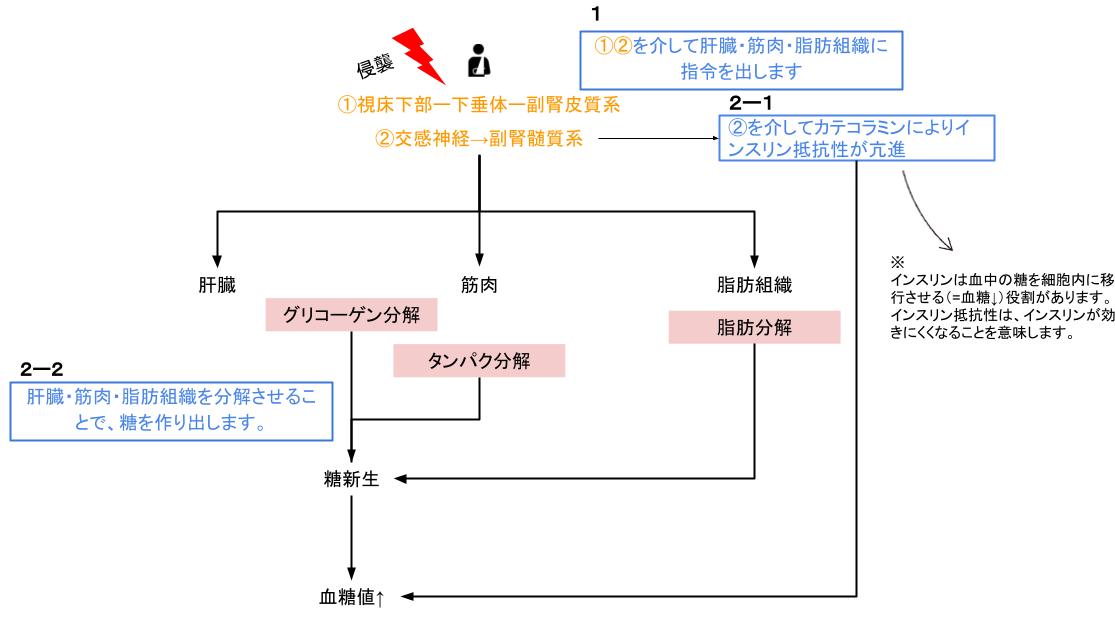 1
①②を介して肝臓・筋肉・脂肪組織に
指令を出します
侵襲
①視床下部ー下垂体ー副腎皮質系
②交感神経→副腎髄質系
2ー1
②を介してカテコラミンによりイ
ンスリン抵抗性が亢進
肝臓
筋肉
脂肪組織
※
インスリンは血中の糖を細胞内に移
行させる(=血糖↓)役割があります。
インスリン抵抗性は、インスリンが効
きにくくなることを意味します。
グリコーゲン分解
脂肪分解
タンパク分解
2ー2
肝臓・筋肉・脂肪組織を分解させるこ
とで、糖を作り出します。
糖新生
血糖値↑